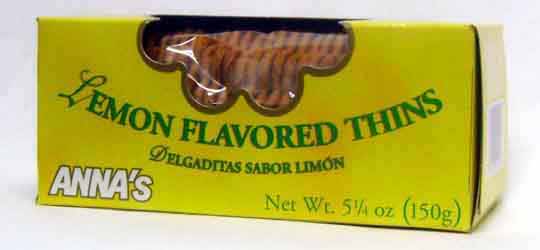 LEMON FLAVORED THINS
DELGADITAS SABOR LIMÓN
ANNA'S
Net Wt. 5¼ oz (150g)